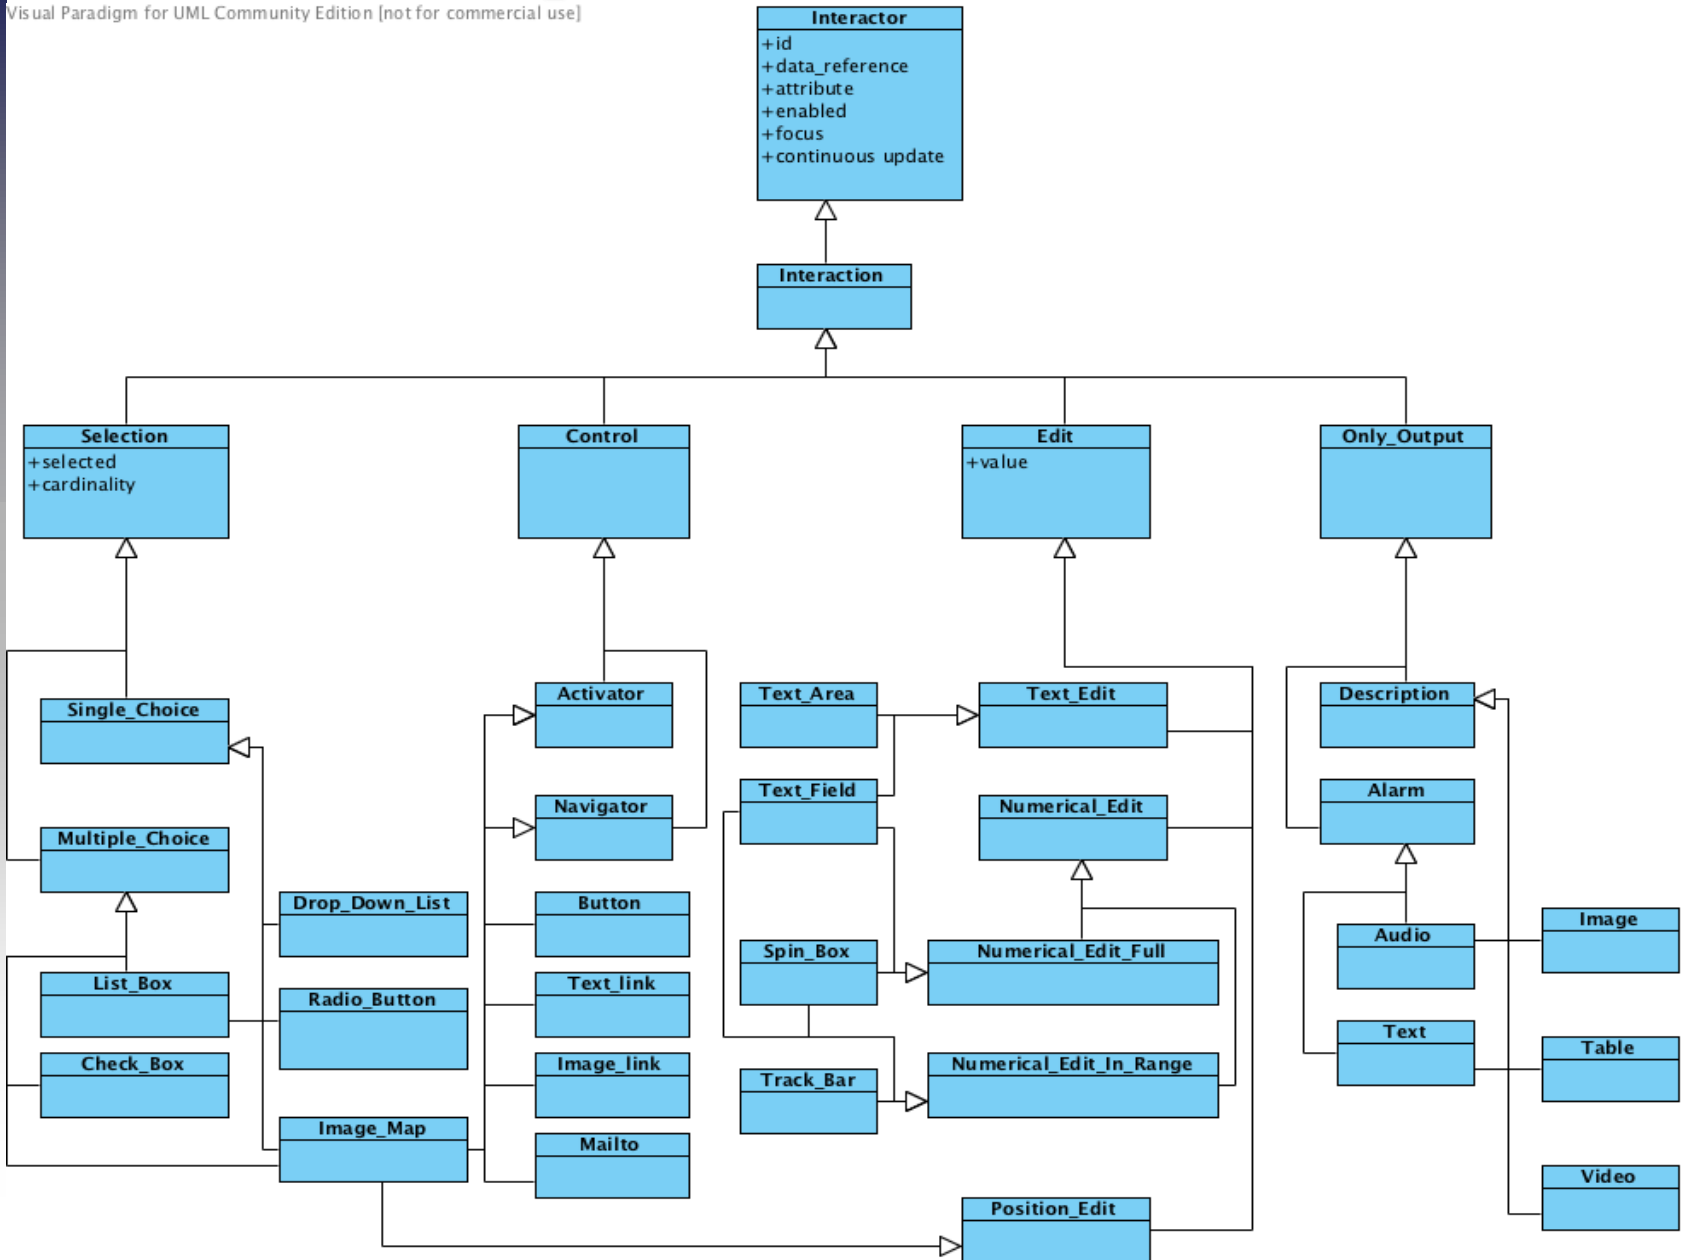 Visual Paradigm for UML Community Edition [not for commercial use]
Interactor
+id
+data_reference
+attribute
+enabled
+focus
+continuous update
Interaction
Selection
+selected
+cardinality
Control
Edit
+value
Only_Output
Single_Choice
Activator
Text_Area
Text_Edit
Description
Multiple_Choice
Navigator
Text_Field
Numerical_Edit
Alarm
Drop_Down_List
Button
Spin_Box
Numerical_Edit_Full
Audio
Image
List_Box
Radio_Button
Text_link
Text
Table
Check_Box
Image_link
Track_Bar
Numerical_Edit_In_Range
Image_Map
Mailto
Position_Edit
Video